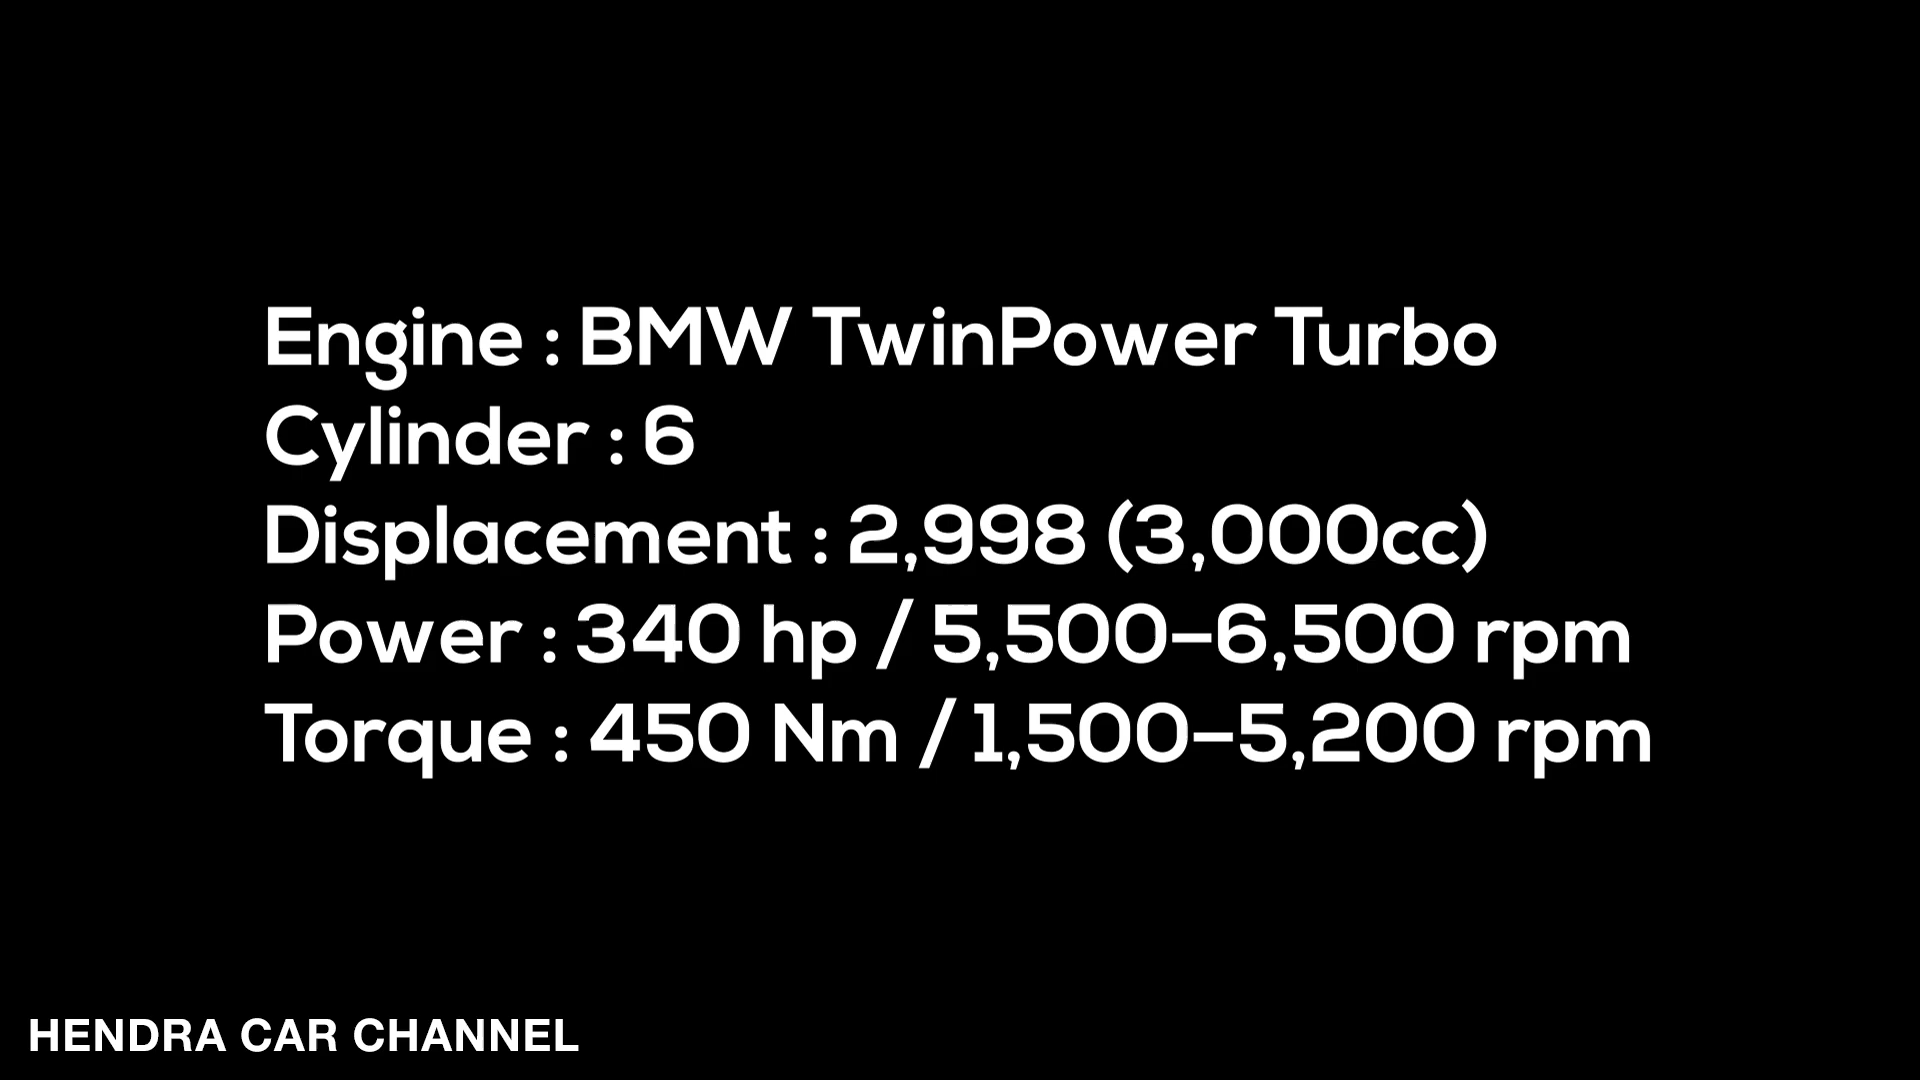 Engine : BMW TwinPower Turbo
Cylinder : 6
Displacement : 2,998 (3,000cc)
Power : 340 hp / 5,500–6,500 rpm
Torque : 450 Nm / 1,500–5,200 rpm
HENDRA CAR CHANNEL